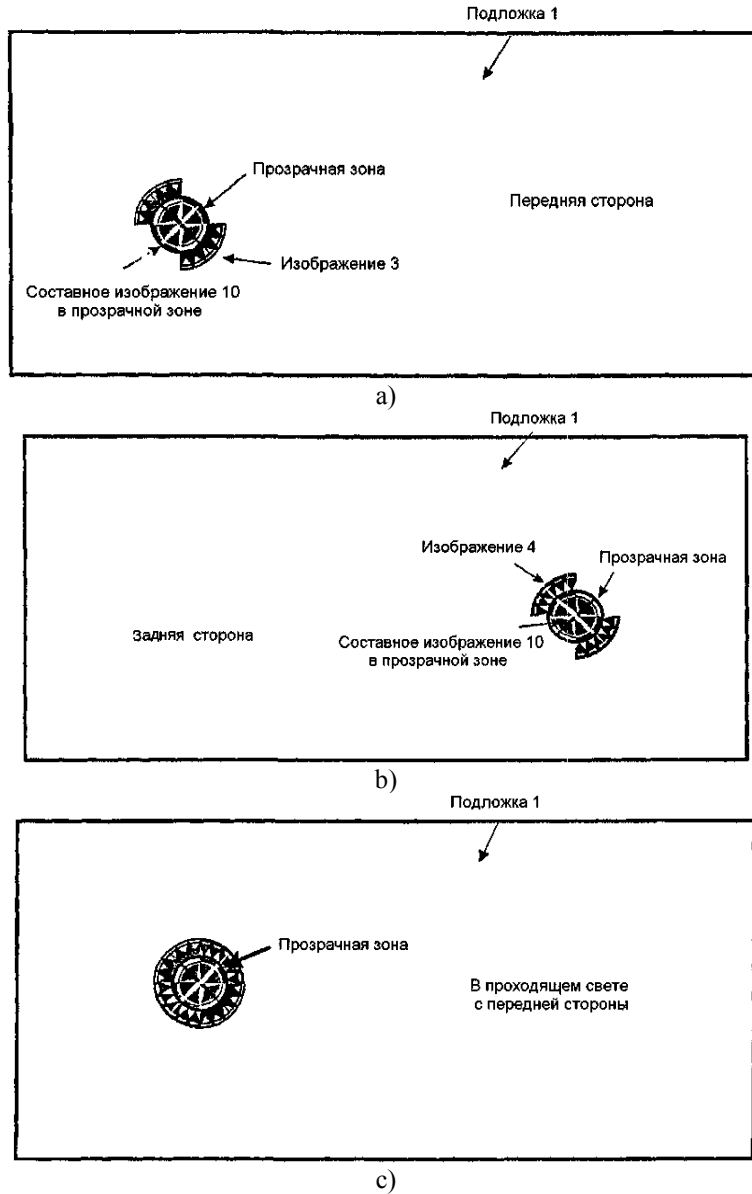 Подложка 1
Прозрачная зона
Передняя сторона
Изображение 3
Составное изображение 10
в прозрачной зоне
a)
Подложка 1
Изображение 4
Прозрачная зона
Задняя сторона
Составное изображение 10
в прозрачной зоне
b)
Подложка 1
Прозрачная зона
В проходящем свете
с передней стороны
c)